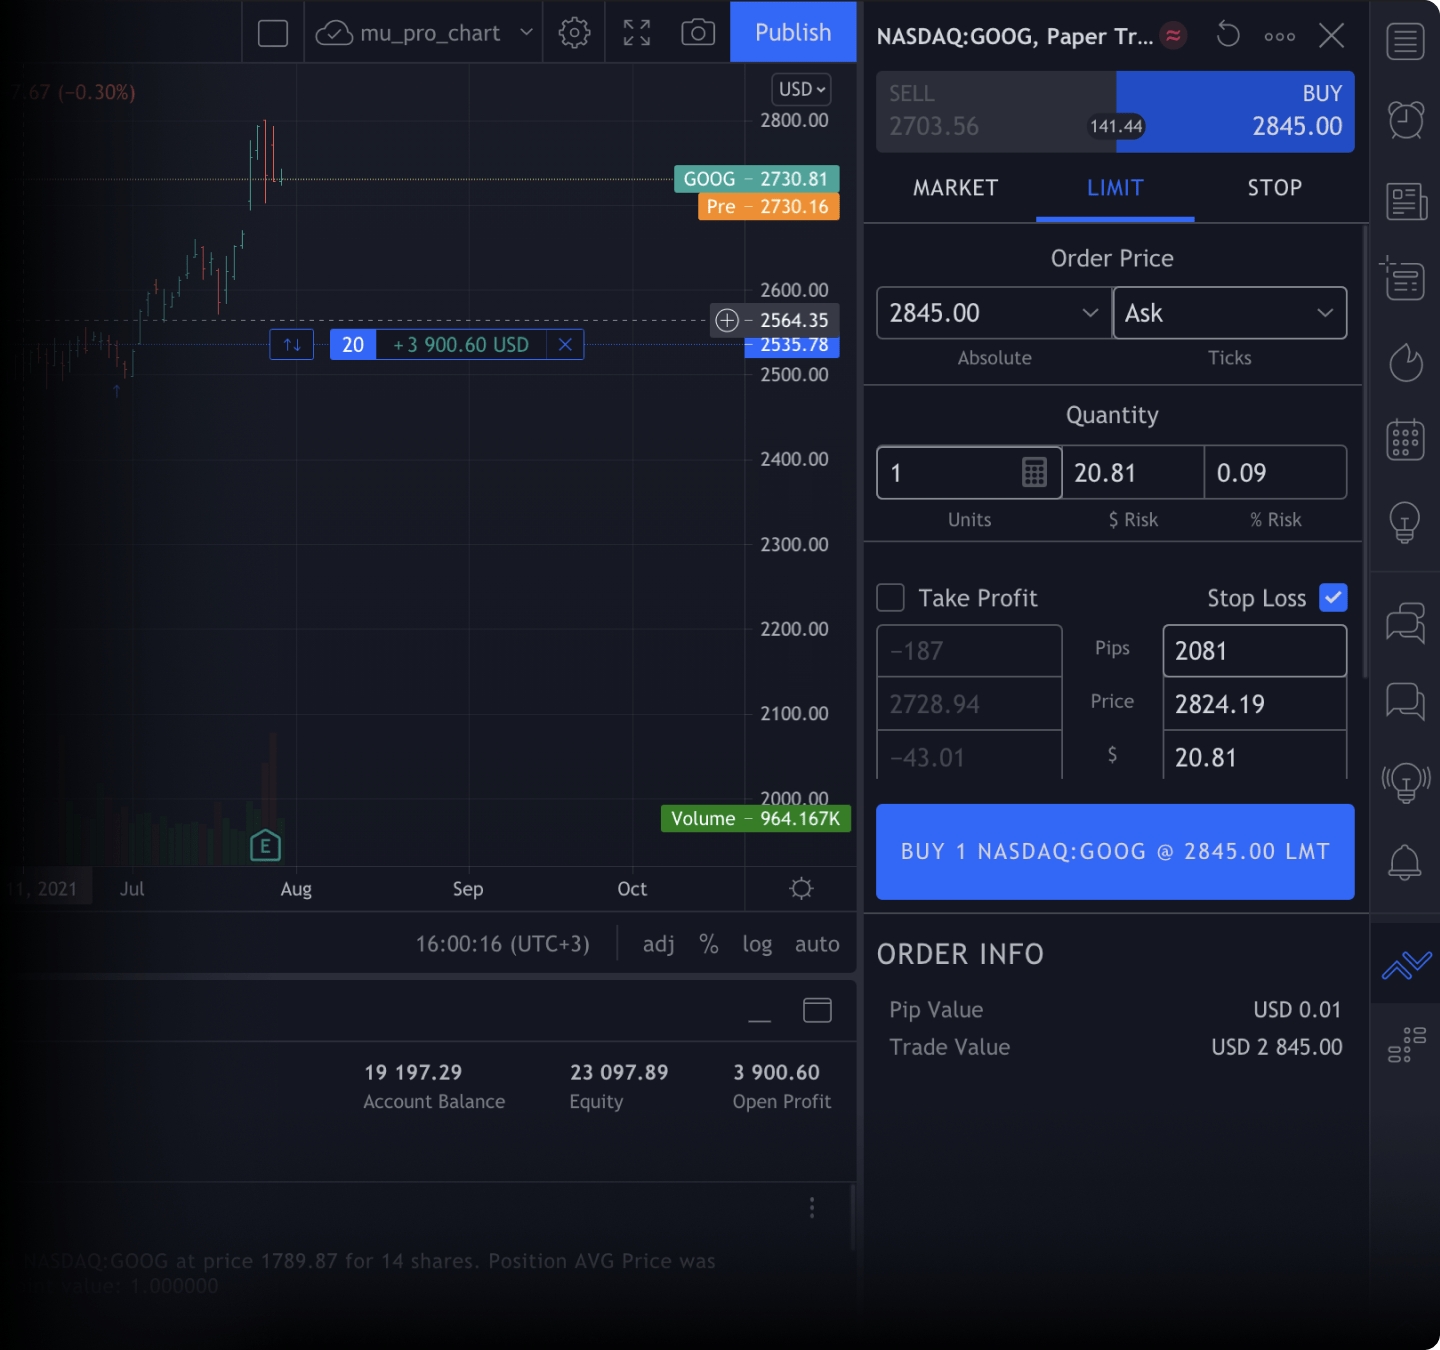 mu_pro_chart
Publish
7.67 (−0.30%)
USD
2800.00
GOOG − 2730.81
Pre − 2730.16
2600.00
2564.35
20 +3 900.60 USD
2535.78
2500.00
2400.00
2300.00
2200.00
2100.00
2000.00
Volume − 964.167K
E
11, 2021 Jul Aug Sep Oct
16:00:16 (UTC+3) adj % log auto
19 197.29 23 097.89 3 900.60
Account Balance Equity Open Profit
NASDAQ:GOOG at price 1789.87 for 14 shares. Position AVG Price was
value: 1.000000
NASDAQ:GOOG, Paper Tr...
SELL BUY
2703.56 141.44 2845.00
MARKET LIMIT STOP
Order Price
2845.00 Ask
Absolute Ticks
Quantity
1 20.81 0.09
Units $ Risk % Risk
Take Profit Stop Loss
−187 Pips 2081
2728.94 Price 2824.19
−43.01 $ 20.81
BUY 1 NASDAQ:GOOG @ 2845.00 LMT
ORDER INFO
Pip Value USD 0.01
Trade Value USD 2 845.00